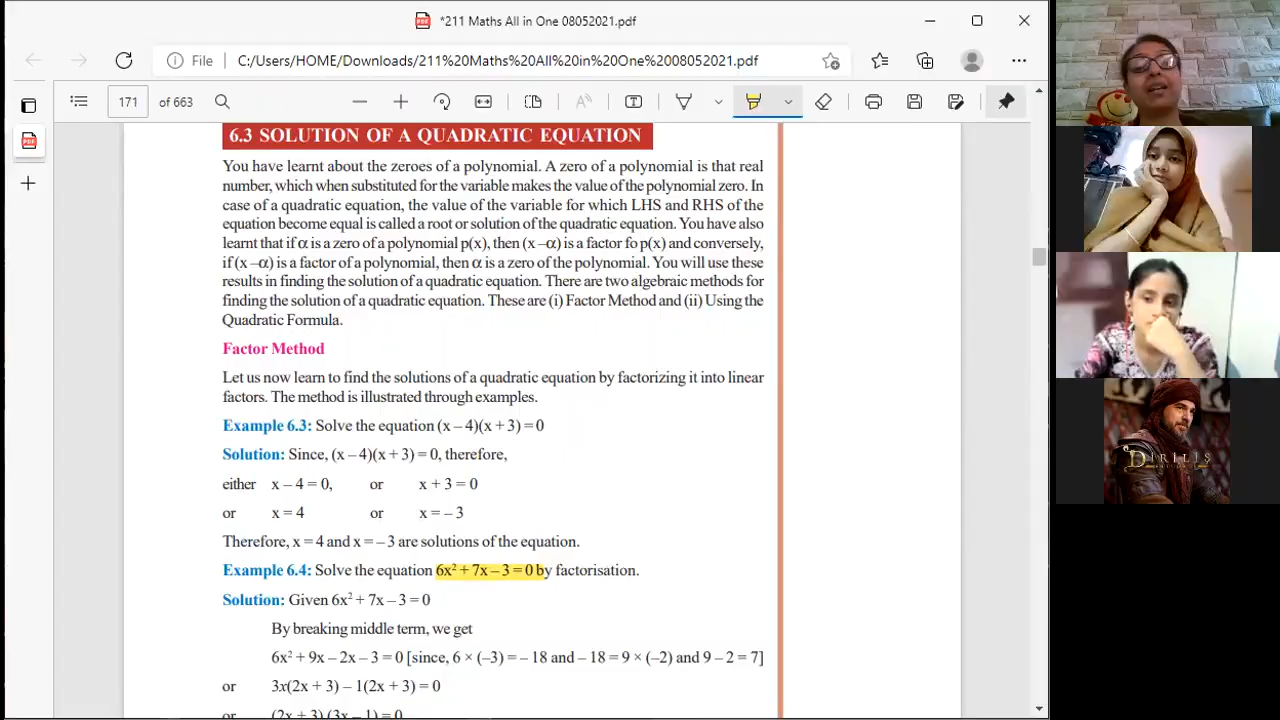 *211 Maths All in One 08052021.pdf
File C:/Users/HOME/Downloads/211%20Maths%20All%20in%20One%2008052021.pdf
171 of 663
6.3 SOLUTION OF A QUADRATIC EQUATION
You have learnt about the zeroes of a polynomial. A zero of a polynomial is that real
number, which when substituted for the variable makes the value of the polynomial zero. In
case of a quadratic equation, the value of the variable for which LHS and RHS of the
equation become equal is called a root or solution of the quadratic equation. You have also
learnt that if α is a zero of a polynomial p(x), then (x –α) is a factor fo p(x) and conversely,
if (x –α) is a factor of a polynomial, then α is a zero of the polynomial. You will use these
results in finding the solution of a quadratic equation. There are two algebraic methods for
finding the solution of a quadratic equation. These are (i) Factor Method and (ii) Using the
Quadratic Formula.
Factor Method
Let us now learn to find the solutions of a quadratic equation by factorizing it into linear
factors. The method is illustrated through examples.
Example 6.3: Solve the equation (x – 4)(x + 3) = 0
Solution: Since, (x – 4)(x + 3) = 0, therefore,
either x – 4 = 0, or x + 3 = 0
or x = 4 or x = – 3
Therefore, x = 4 and x = – 3 are solutions of the equation.
Example 6.4: Solve the equation 6x² + 7x – 3 = 0 by factorisation.
Solution: Given 6x² + 7x – 3 = 0
By breaking middle term, we get
6x² + 9x – 2x – 3 = 0 [since, 6 × (–3) = – 18 and – 18 = 9 × (–2) and 9 – 2 = 7]
or 3x(2x + 3) – 1(2x + 3) = 0
or (2x + 3) (3x – 1) = 0
DIRILIŞ